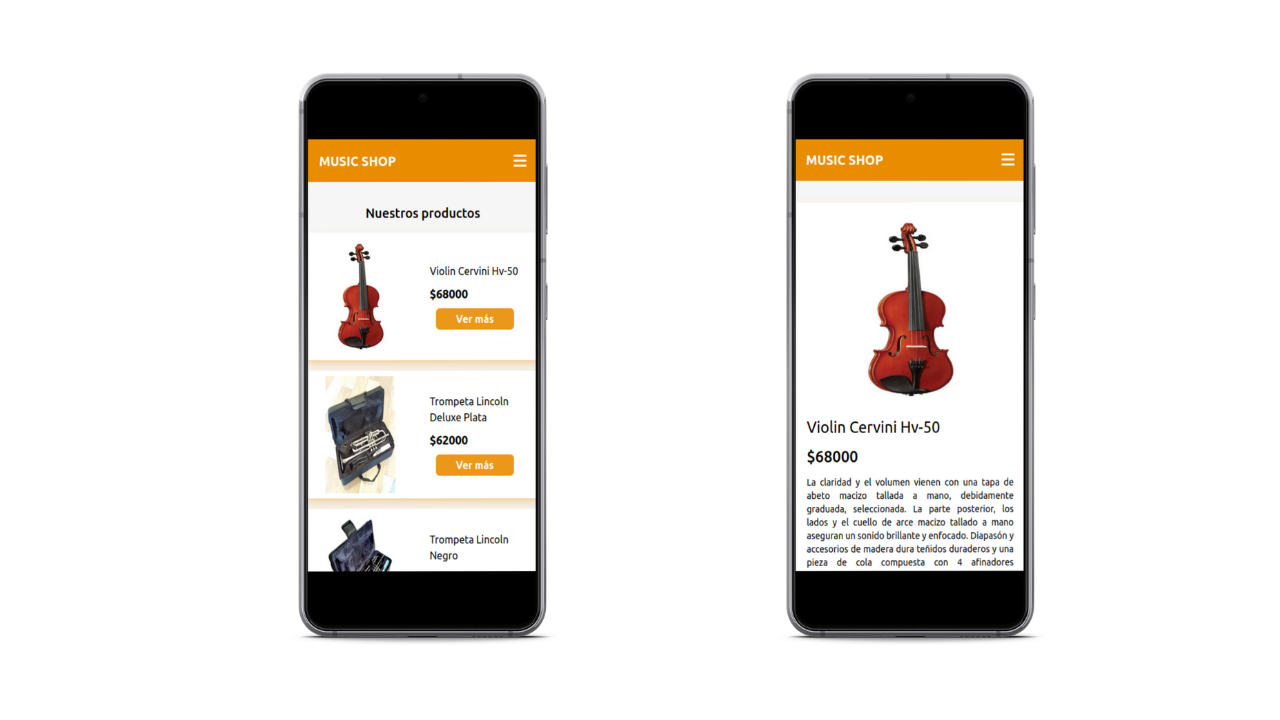 MUSIC SHOP
Nuestros productos
Violin Cervini Hv-50
$68000
Ver más
Trompeta Lincoln
Deluxe Plata
$62000
Ver más
Trompeta Lincoln
Negro
MUSIC SHOP
Violin Cervini Hv-50
$68000
La claridad y el volumen vienen con una tapa de
abeto macizo tallada a mano, debidamente
graduada, seleccionada. La parte posterior, los
lados y el cuello de arce macizo tallado a mano
aseguran un sonido brillante y enfocado. Diapasón y
accesorios de madera dura teñidos duraderos y una
pieza de cola compuesta con 4 afinadores